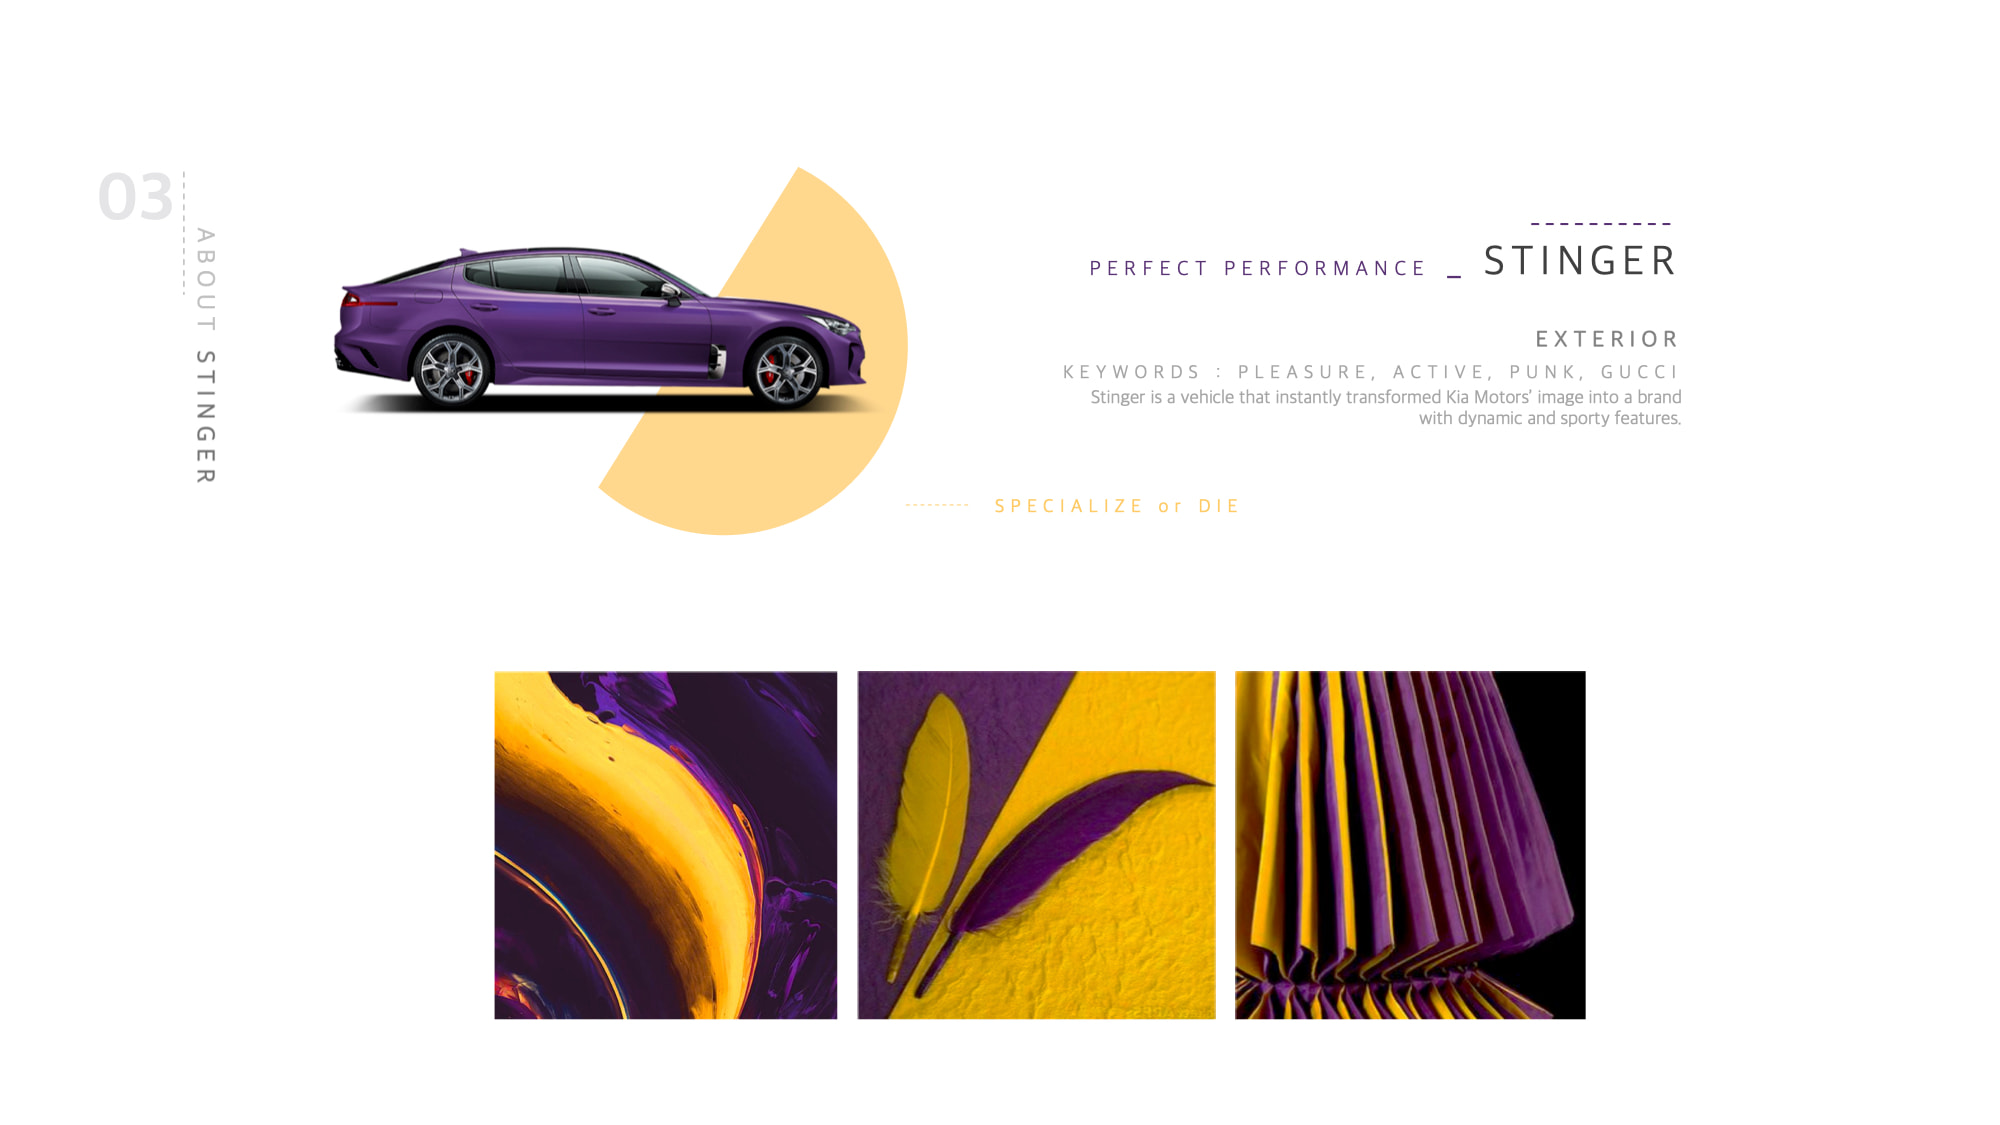 03
ABOUT STINGER
PERFECT PERFORMANCE _ STINGER
EXTERIOR
KEYWORDS : PLEASURE, ACTIVE, PUNK, GUCCI
Stinger is a vehicle that instantly transformed Kia Motors' image into a brand
with dynamic and sporty features.
SPECIALIZE or DIE